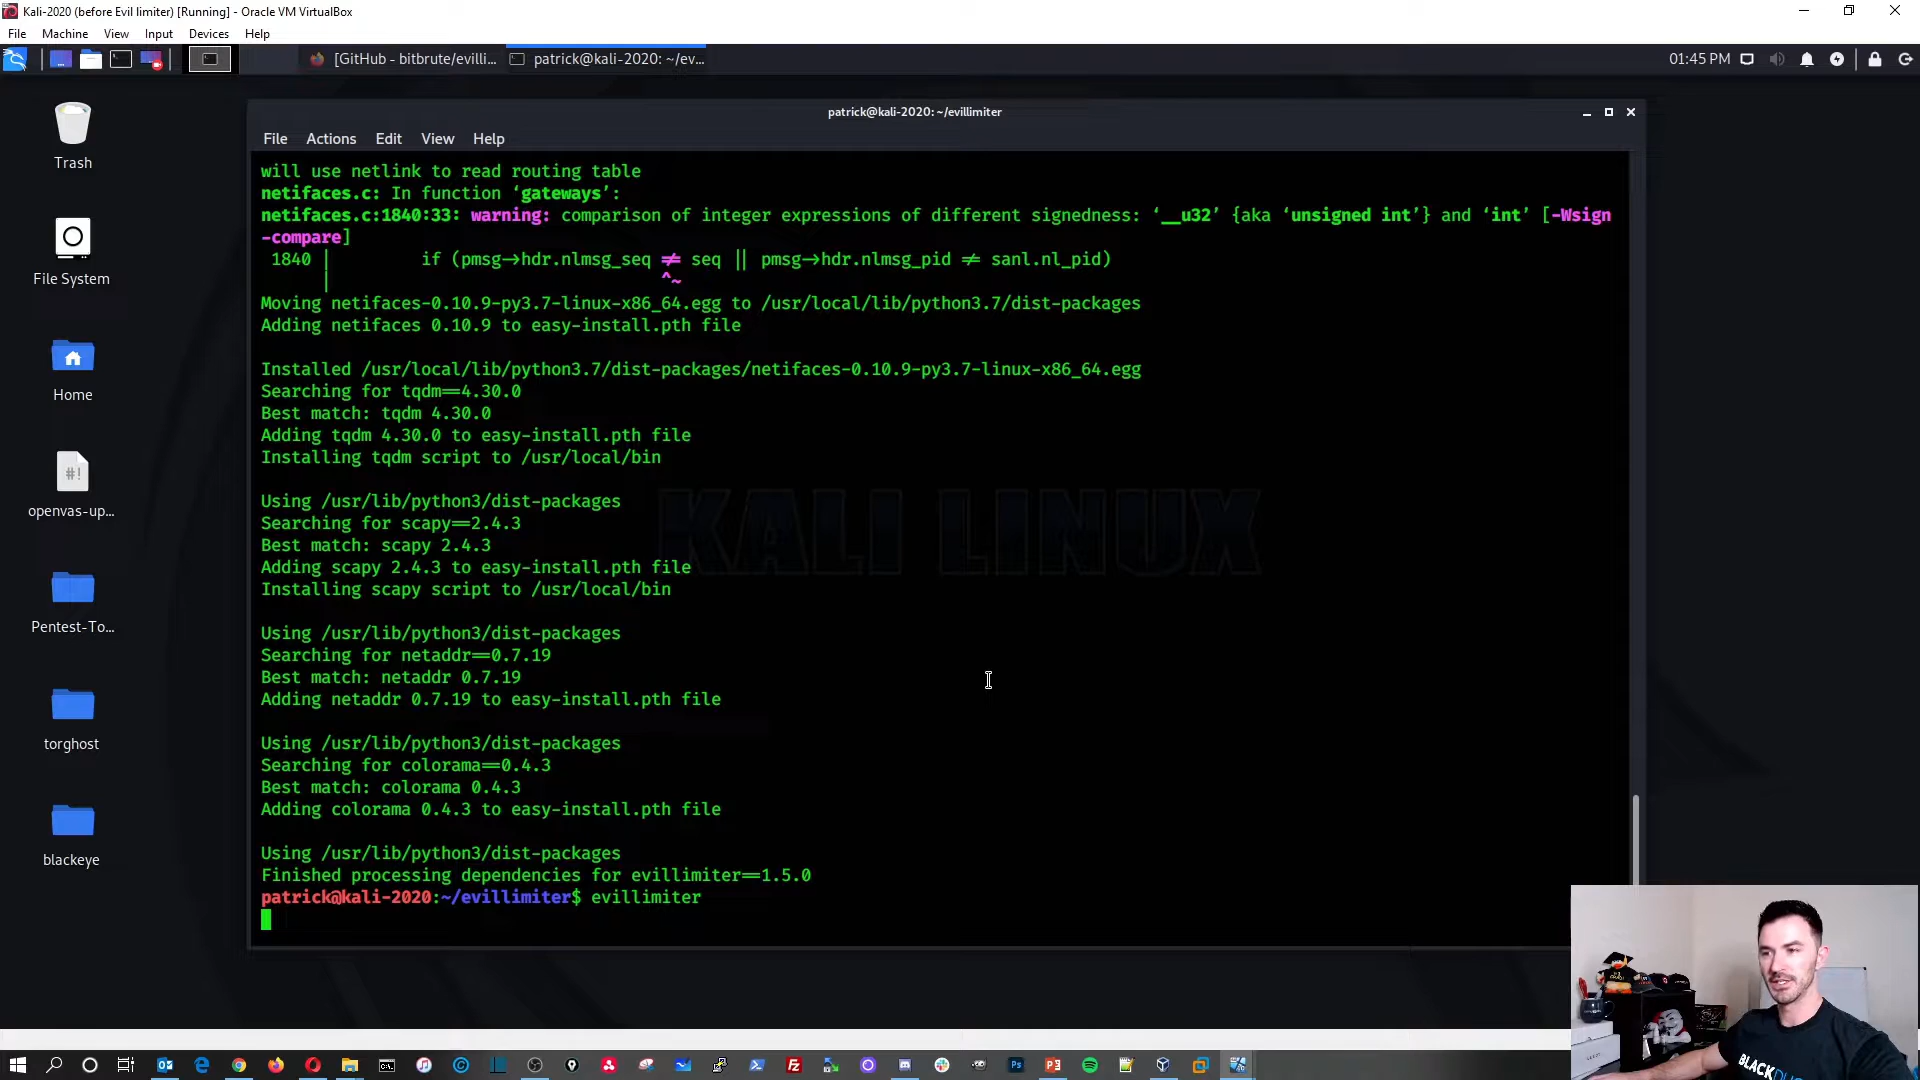 Kali-2020 (before Evil limiter) [Running] - Oracle VM VirtualBox
File Machine View Input Devices Help
[GitHub - bitbrute/evilli...
patrick@kali-2020: ~/ev...
01:45 PM
patrick@kali-2020: ~/evillimiter
File Actions Edit View Help
Trash
File System
Home
openvas-up...
Pentest-To...
torghost
blackeye
will use netlink to read routing table
netifaces.c: In function ‘gateways’:
netifaces.c:1840:33: warning: comparison of integer expressions of different signedness: ‘__u32’ {aka ‘unsigned int’} and ‘int’ [-Wsign
-compare]
1840 | if (pmsg->hdr.nlmsg_seq != seq || pmsg->hdr.nlmsg_pid != sanl.nl_pid)
| ^~
Moving netifaces-0.10.9-py3.7-linux-x86_64.egg to /usr/local/lib/python3.7/dist-packages
Adding netifaces 0.10.9 to easy-install.pth file
Installed /usr/local/lib/python3.7/dist-packages/netifaces-0.10.9-py3.7-linux-x86_64.egg
Searching for tqdm==4.30.0
Best match: tqdm 4.30.0
Adding tqdm 4.30.0 to easy-install.pth file
Installing tqdm script to /usr/local/bin
Using /usr/lib/python3/dist-packages
Searching for scapy==2.4.3
Best match: scapy 2.4.3
Adding scapy 2.4.3 to easy-install.pth file
Installing scapy script to /usr/local/bin
KALI LINUX
Using /usr/lib/python3/dist-packages
Searching for netaddr==0.7.19
Best match: netaddr 0.7.19
Adding netaddr 0.7.19 to easy-install.pth file
Using /usr/lib/python3/dist-packages
Searching for colorama==0.4.3
Best match: colorama 0.4.3
Adding colorama 0.4.3 to easy-install.pth file
Using /usr/lib/python3/dist-packages
Finished processing dependencies for evillimiter==1.5.0
patrick@kali-2020:~/evillimiter$ evillimiter